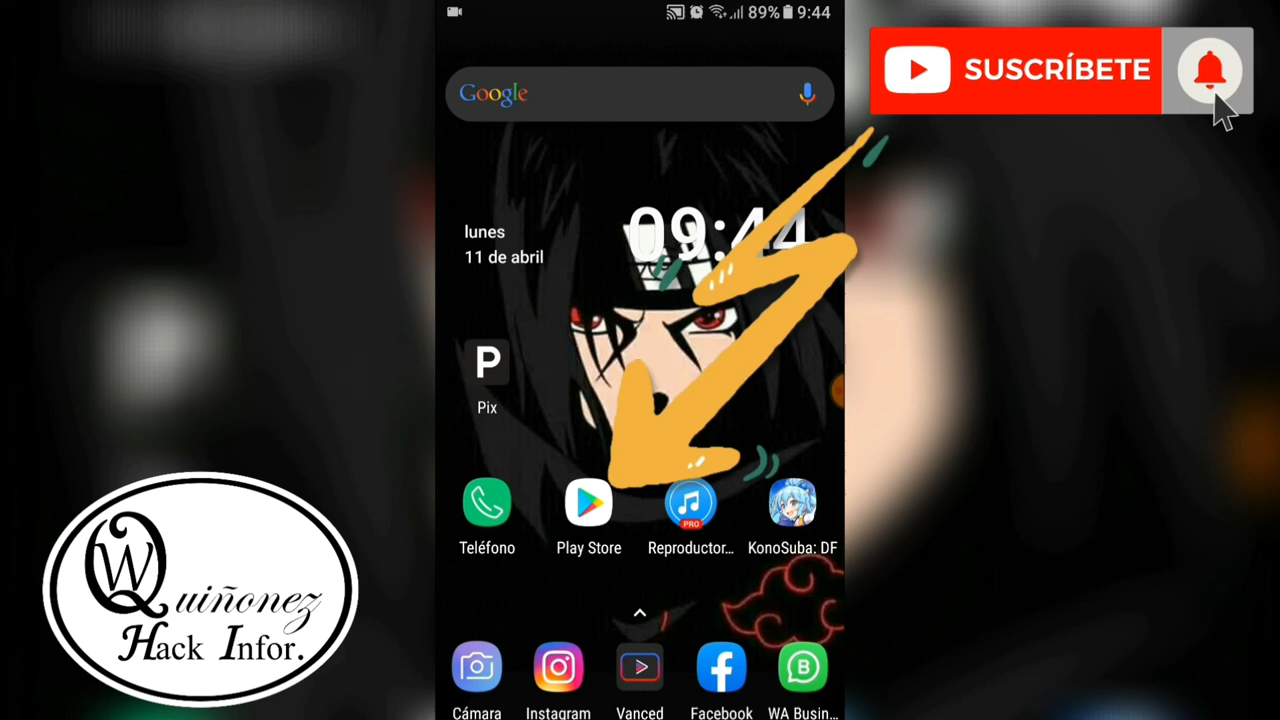 89% 9:44
Google
SUSCRÍBETE
lunes
11 de abril
09:44
P
Pix
Teléfono
Play Store
PRO
Reproductor...
KonoSuba: DF
QW
Quiñonez
Hack Infor.
B
Cámara
Instagram
Vanced
Facebook
WA Busin...